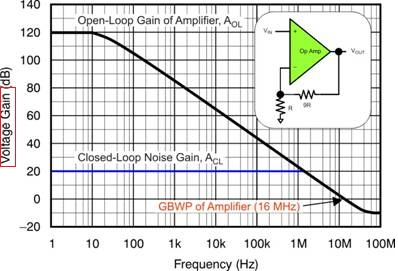 140
120
100
80
60
40
20
0
−20
Voltage Gain (dB)
Open-Loop Gain of Amplifier, AOL
Closed-Loop Noise Gain, ACL
GBWP of Amplifier (16 MHz)
VIN
+
−
Op Amp
VOUT
R
9R
1 10 100 1k 10k 100k 1M 10M 100M
Frequency (Hz)